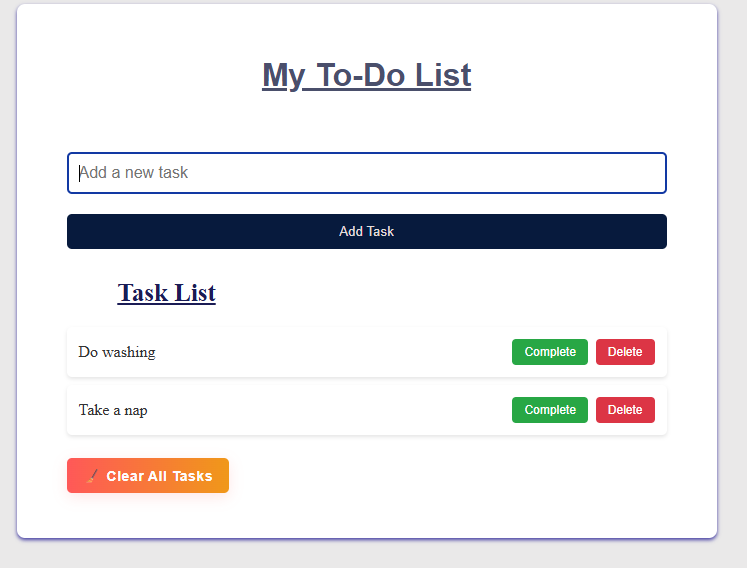 My To-Do List
Add a new task
Add Task
Task List
Do washing Complete Delete
Take a nap Complete Delete
Clear All Tasks